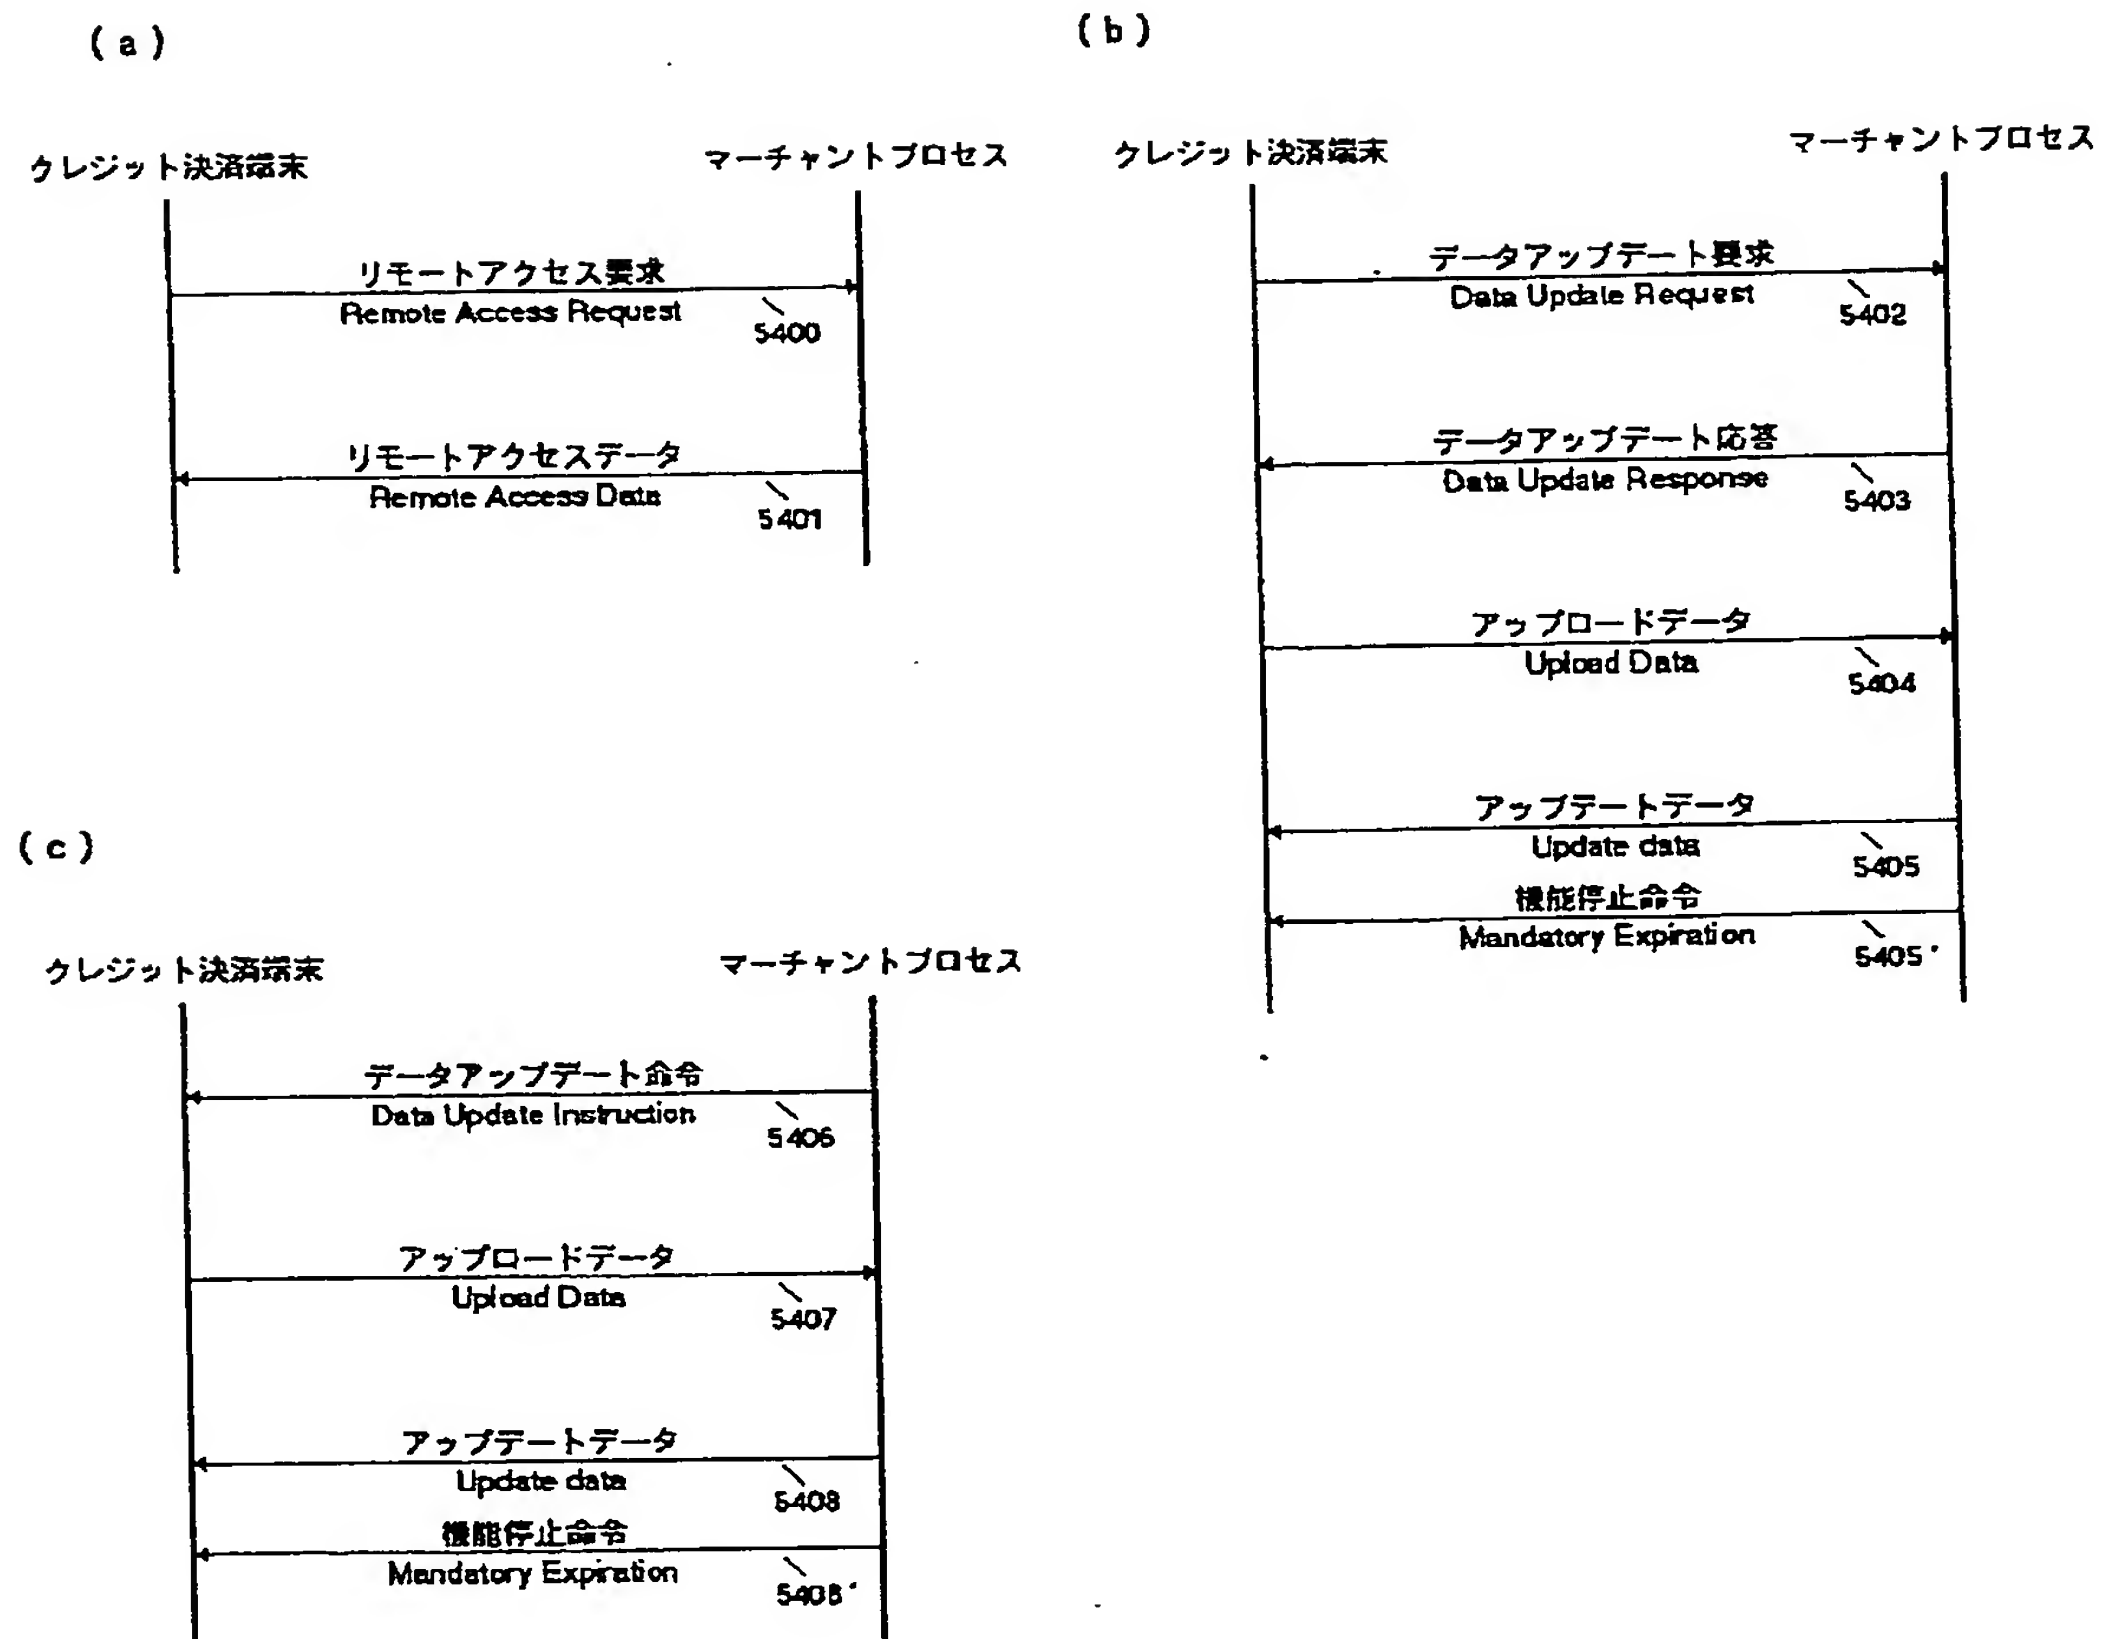 (a)
クレジット決済端末
マーチャントプロセス
リモートアクセス要求
Remote Access Request
5400
リモートアクセスデータ
Remote Access Data
5401
(b)
クレジット決済端末
マーチャントプロセス
データアップデート要求
Data Update Request
5402
データアップデート応答
Data Update Response
5403
アップロードデータ
Upload Data
5404
アップデートデータ
Update data
5405
機能停止命令
Mandatory Expiration
5405'
(c)
クレジット決済端末
マーチャントプロセス
データアップデート命令
Data Update Instruction
5406
アップロードデータ
Upload Data
5407
アップデートデータ
Update data
5408
機能停止命令
Mandatory Expiration
5408'